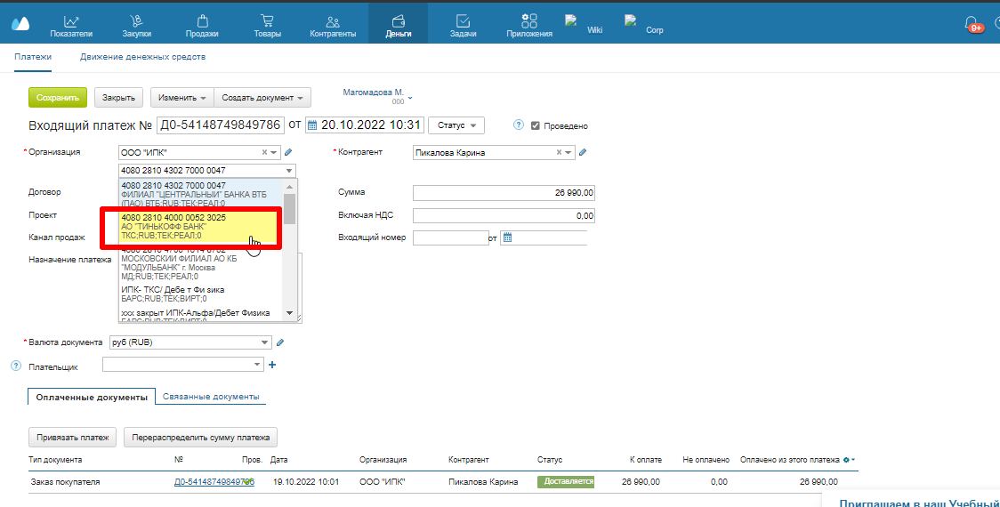 Показатели
Закупки
Продажи
Товары
Контрагенты
Деньги
Задачи
Приложения
Wiki
Corp
9+
Платежи
Движение денежных средств
Сохранить
Закрыть
Изменить
Создать документ
Магомадова М.
000
Входящий платеж № Д0-54148749849786 от 20.10.2022 10:31
Статус
? Проведено
* Организация
ООО "ИПК"
* Контрагент
Пикалова Карина
4080 2810 4302 7000 0047
Договор
4080 2810 4302 7000 0047
ФИЛИАЛ "ЦЕНТРАЛЬНЫЙ" БАНКА ВТБ
(ПАО) ВТБ;RUB;ТЕК;РЕАЛ;0
Сумма
26 990,00
Проект
4080 2810 4000 0052 3025
АО "ТИНЬКОФФ БАНК"
ТКС;RUB;ТЕК;РЕАЛ;0
Включая НДС
0,00
Канал продаж
Входящий номер
от
Назначение платежа
МОСКОВСКИЙ ФИЛИАЛ АО КБ
"МОДУЛЬБАНК" г. Москва
МД;RUB;ТЕК;РЕАЛ;0
ИПК- ТКС/ Дебе т Фи зика
БАРС;RUB;ТЕК;ВИРТ;0
xxx закрыт ИПК-Альфа/Дебет Физика
БАРС;RUB;ТЕК;ВИРТ;0
* Валюта документа
руб (RUB)
? Плательщик
Оплаченные документы
Связанные документы
Привязать платеж
Перераспределить сумму платежа
Тип документа № Пров. Дата Организация Контрагент Статус К оплате Не оплачено Оплачено из этого платежа
Заказ покупателя Д0-54148749849786 19.10.2022 10:01 ООО "ИПК" Пикалова Карина Доставляется 26 990,00 0,00 26 990,00
Приглашаем в наш Учебный